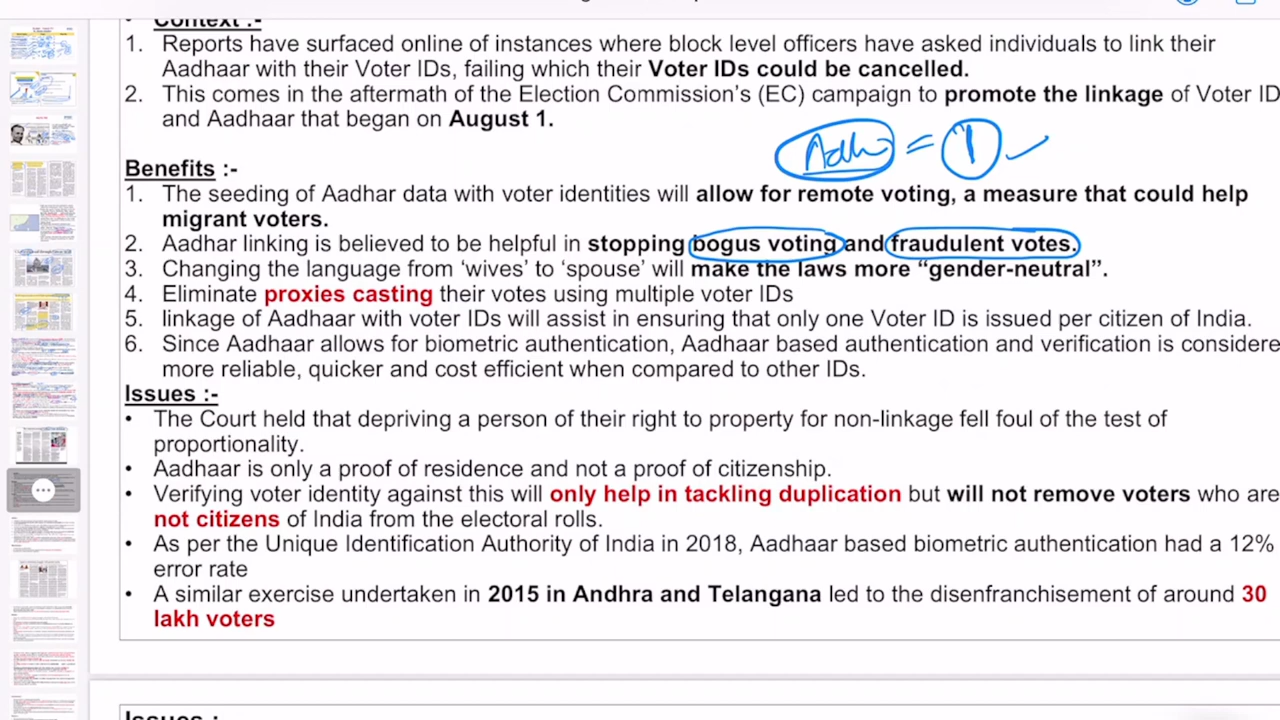 Context :-
1. Reports have surfaced online of instances where block level officers have asked individuals to link their
Aadhaar with their Voter IDs, failing which their Voter IDs could be cancelled.
2. This comes in the aftermath of the Election Commission's (EC) campaign to promote the linkage of Voter ID
and Aadhaar that began on August 1.
= 1
Benefits :-
1. The seeding of Aadhar data with voter identities will allow for remote voting, a measure that could help
migrant voters.
2. Aadhar linking is believed to be helpful in stopping bogus voting and fraudulent votes.
3. Changing the language from 'wives' to 'spouse' will make the laws more “gender-neutral”.
4. Eliminate proxies casting their votes using multiple voter IDs
5. linkage of Aadhaar with voter IDs will assist in ensuring that only one Voter ID is issued per citizen of India.
6. Since Aadhaar allows for biometric authentication, Aadhaar based authentication and verification is considere
more reliable, quicker and cost efficient when compared to other IDs.
Issues :-
• The Court held that depriving a person of their right to property for non-linkage fell foul of the test of
proportionality.
• Aadhaar is only a proof of residence and not a proof of citizenship.
• Verifying voter identity against this will only help in tackling duplication but will not remove voters who are
not citizens of India from the electoral rolls.
• As per the Unique Identification Authority of India in 2018, Aadhaar based biometric authentication had a 12%
error rate
• A similar exercise undertaken in 2015 in Andhra and Telangana led to the disenfranchisement of around 30
lakh voters
Issues :-